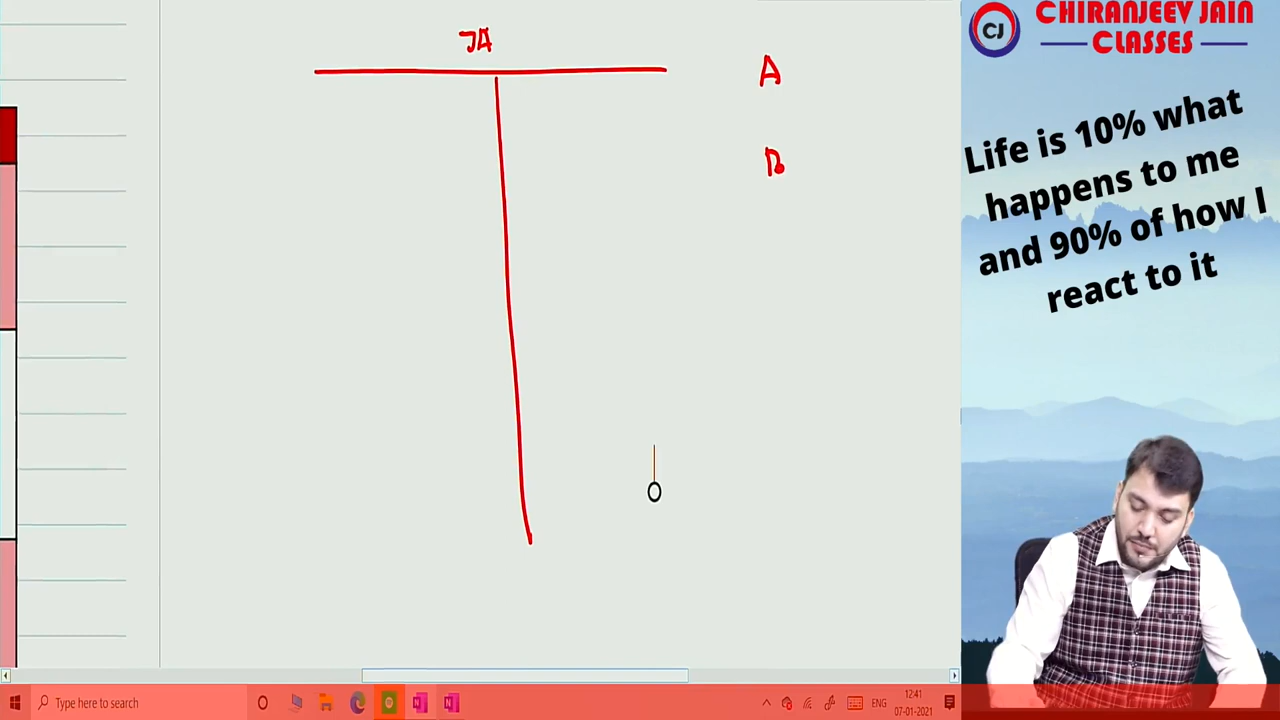 JA
A
B
CJ
CHIRANJEEV JAIN
CLASSES
Life is 10% what
happens to me
and 90% of how I
react to it
Type here to search
ENG
12:41
07-01-2021